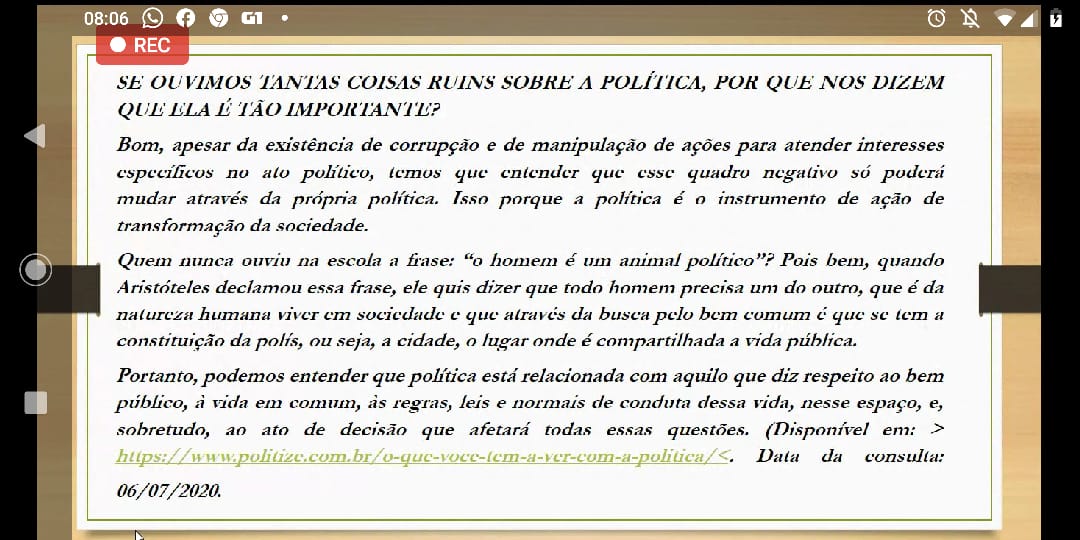 08:06 G1
REC
SE OUVIMOS TANTAS COISAS RUINS SOBRE A POLÍTICA, POR QUE NOS DIZEM
QUE ELA É TÃO IMPORTANTE?
Bom, apesar da existência de corrupção e de manipulação de ações para atender interesses
específicos no ato político, temos que entender que esse quadro negativo só poderá
mudar através da própria política. Isso porque a política é o instrumento de ação de
transformação da sociedade.
Quem nunca ouviu na escola a frase: “o homem é um animal político”? Pois bem, quando
Aristóteles declamou essa frase, ele quis dizer que todo homem precisa um do outro, que é da
natureza humana viver em sociedade e que através da busca pelo bem comum é que se tem a
constituição da polís, ou seja, a cidade, o lugar onde é compartilhada a vida pública.
Portanto, podemos entender que política está relacionada com aquilo que diz respeito ao bem
público, à vida em comum, às regras, leis e normais de conduta dessa vida, nesse espaço, e,
sobretudo, ao ato de decisão que afetará todas essas questões. (Disponível em: >
https://www.politize.com.br/o-que-voce-tem-a-ver-com-a-politica/<. Data da consulta:
06/07/2020.